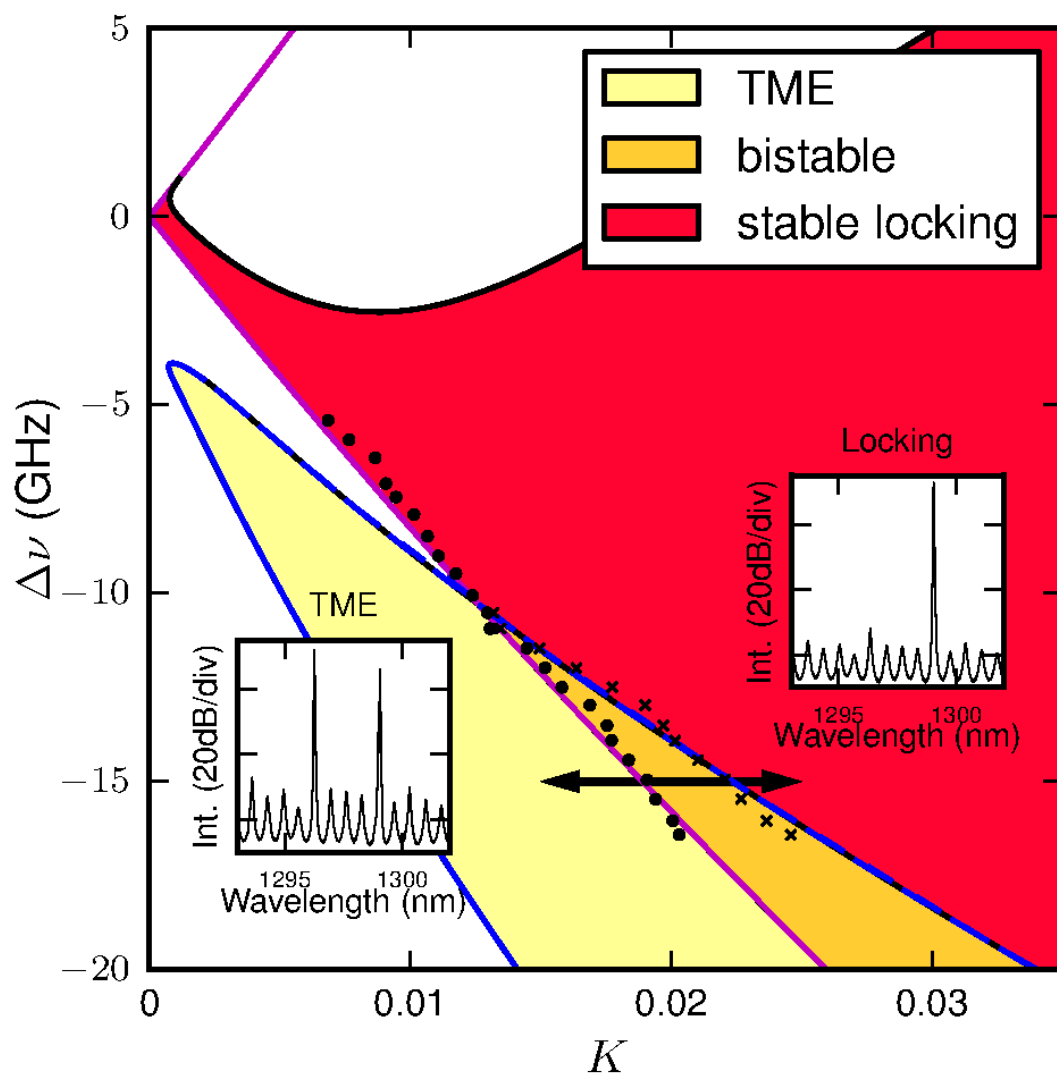 5
0
−5
−10
−15
−20
Δν (GHz)
TME
bistable
stable locking
Locking
Int. (20dB/div)
1295 1300
Wavelength (nm)
TME
Int. (20dB/div)
1295 1300
Wavelength (nm)
0 0.01 0.02 0.03
K